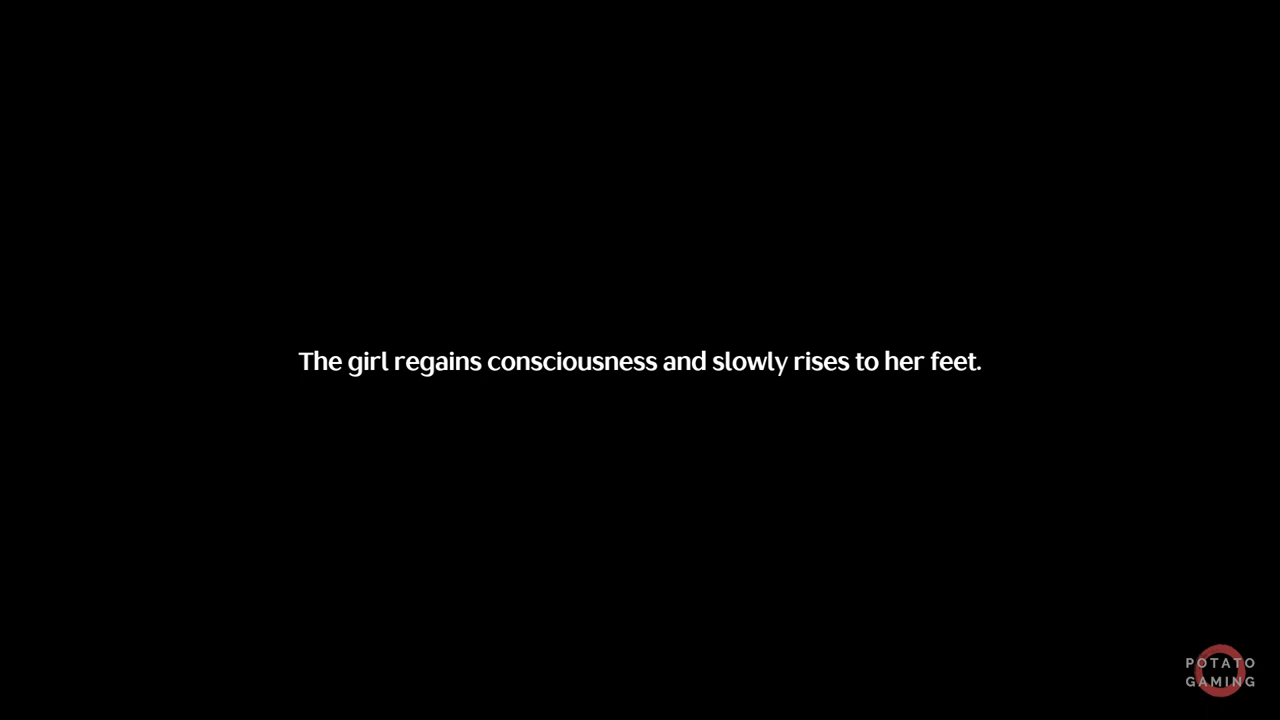 The girl regains consciousness and slowly rises to her feet.
POTATO
GAMING